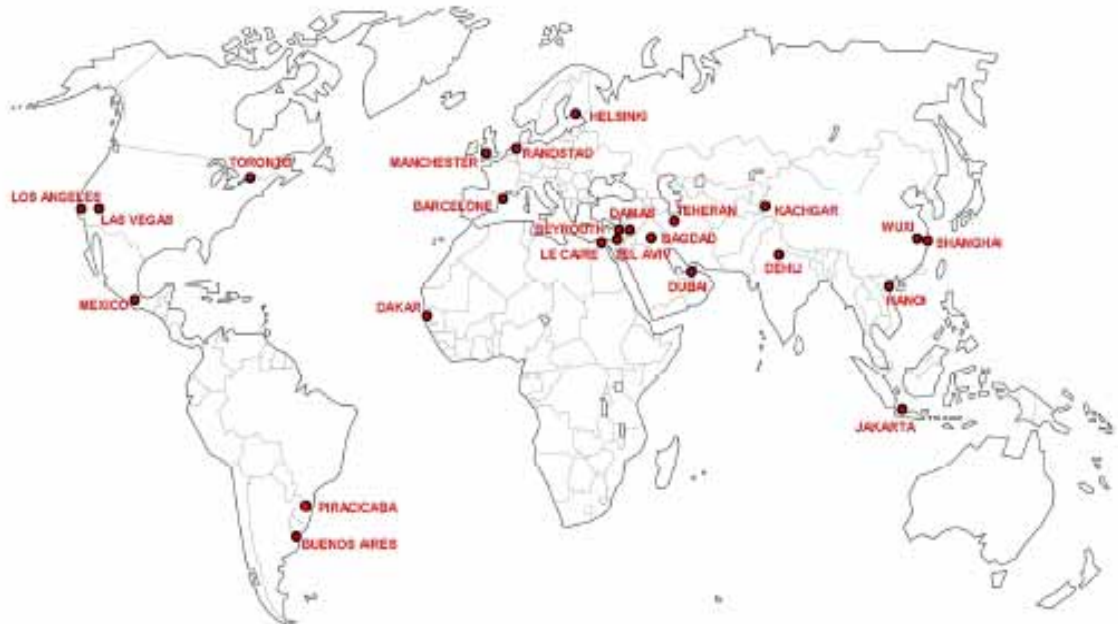 HELSINKI
RANDSTAD
MANCHESTER
TORONTO
LOS ANGELES
LAS VEGAS
BARCELONE
DAMAS
TEHERAN
KACHGAR
BEYROUTH
BAGDAD
WUXI
SHANGHAI
LE CAIRE
TEL AVIV
DEHLI
DUBAI
HANOI
MEXICO
DAKAR
JAKARTA
PIRACICABA
BUENOS AIRES